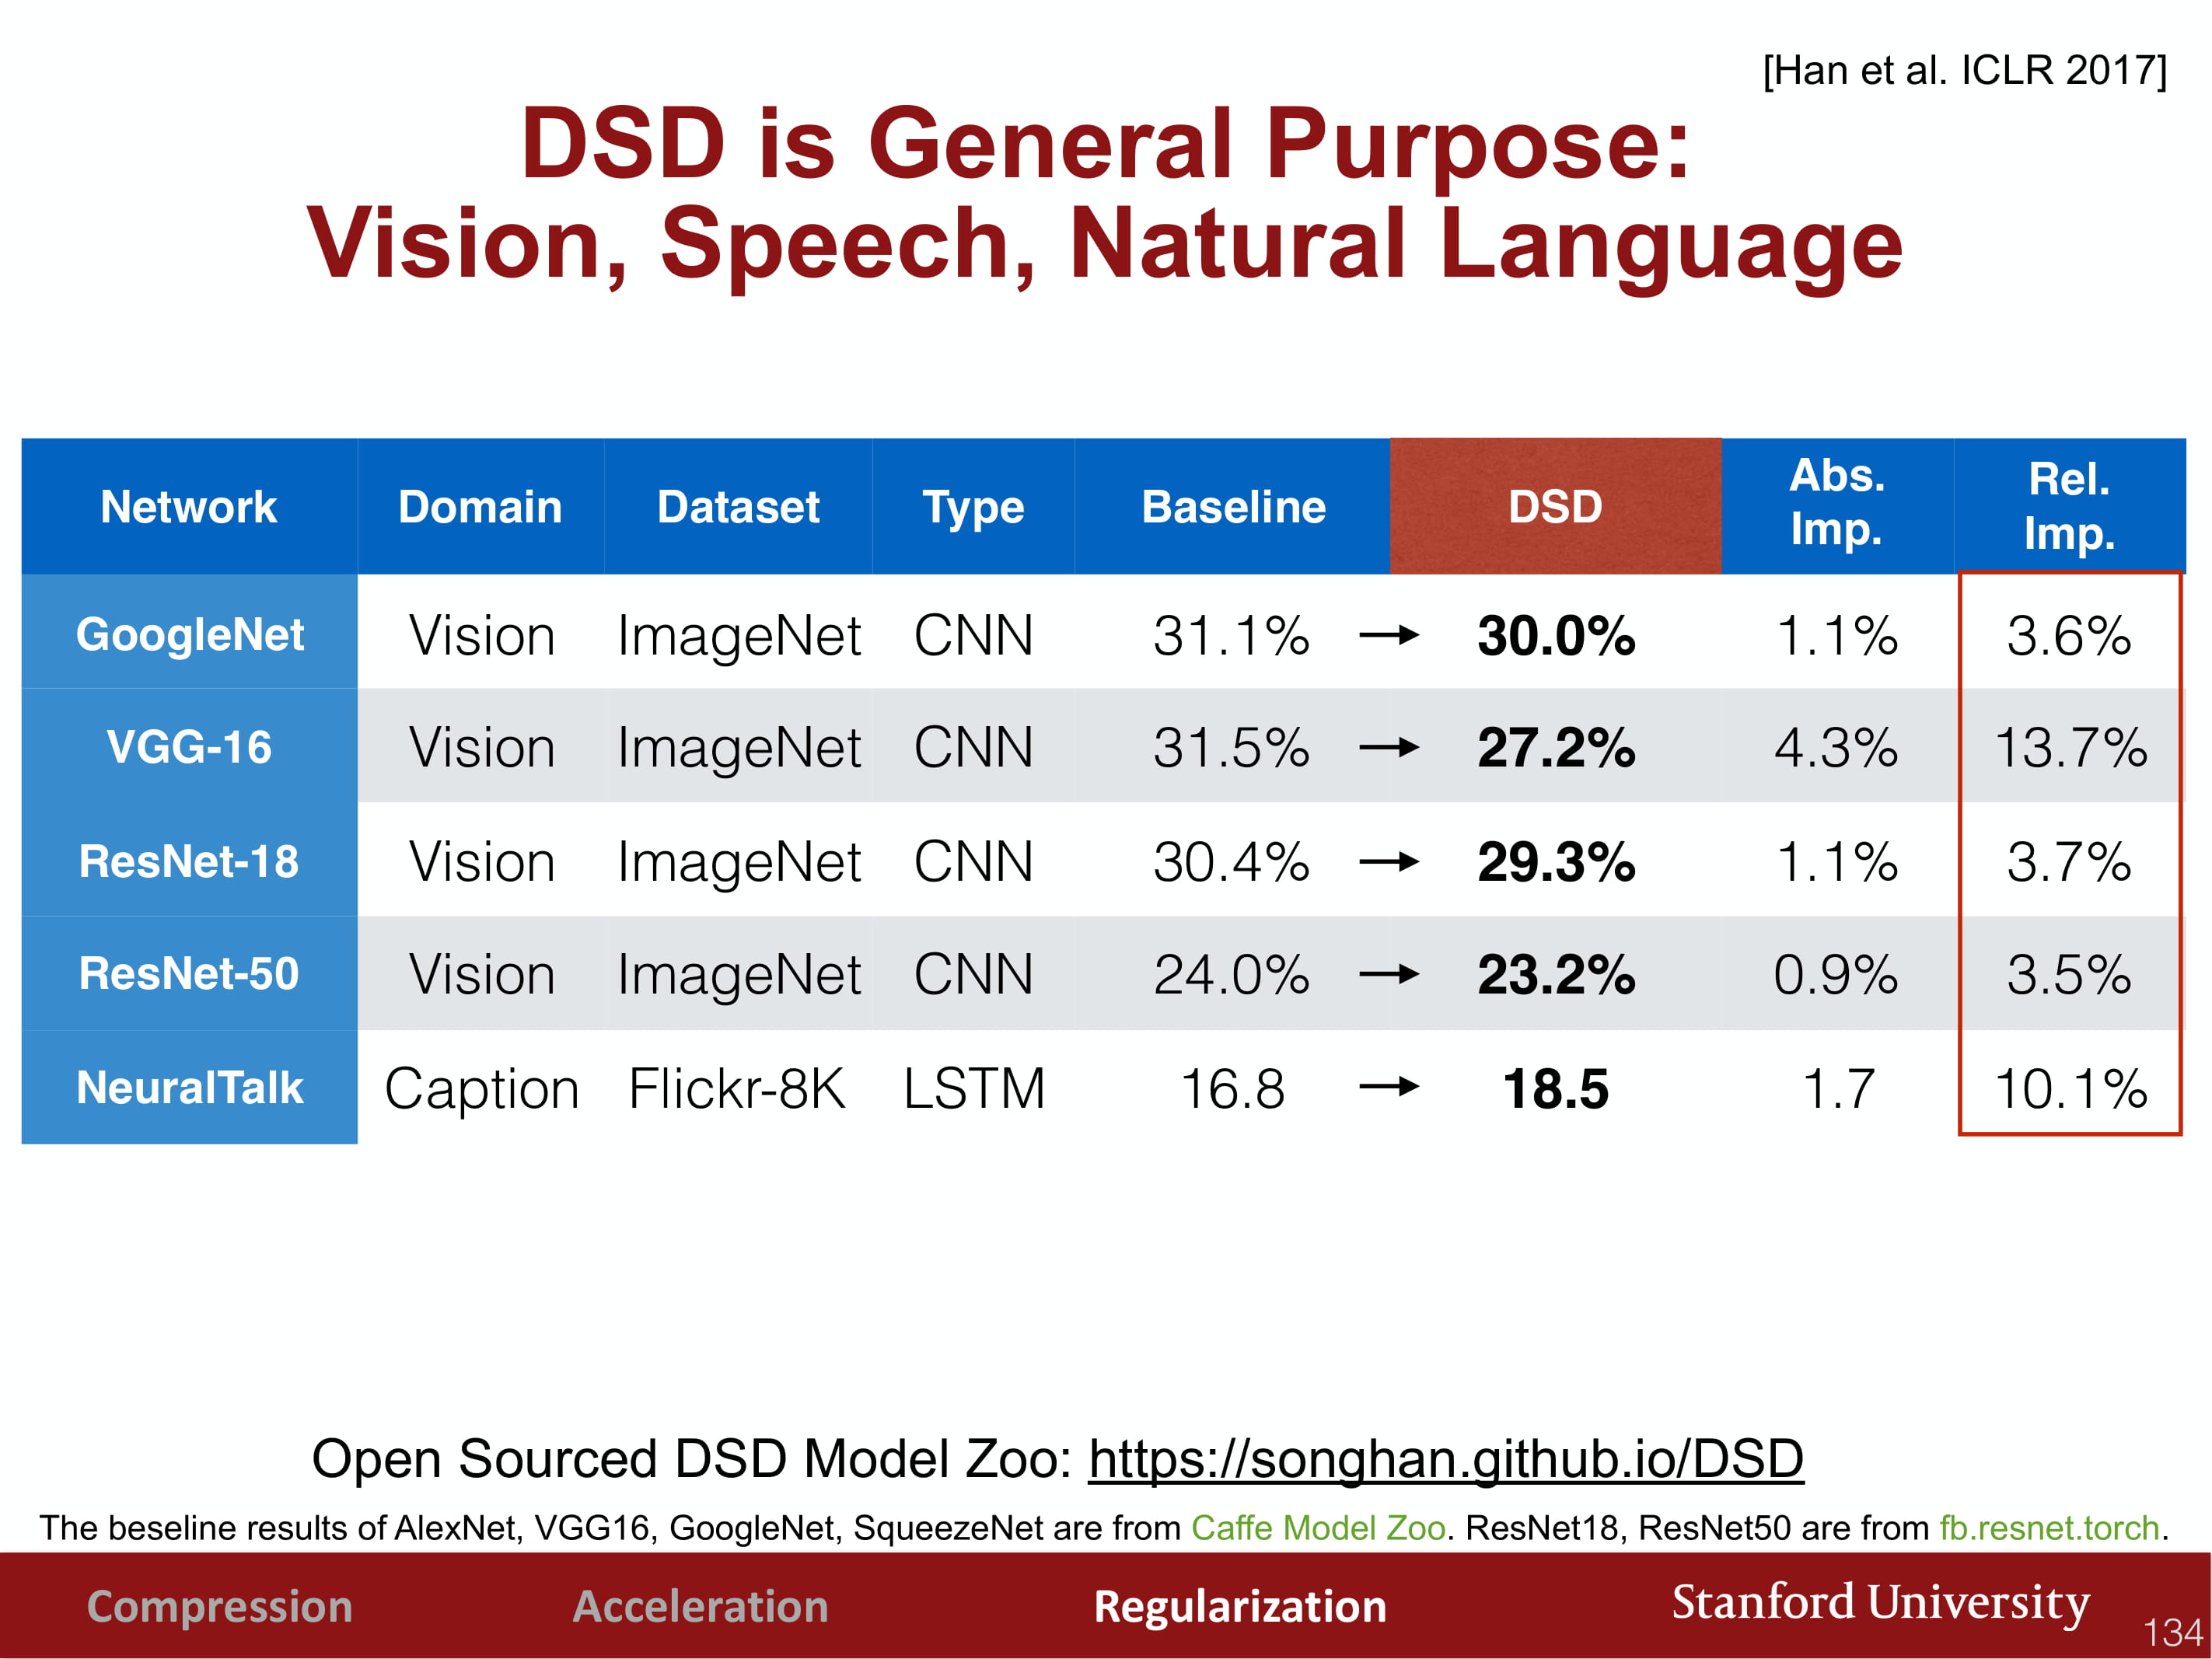 [Han et al. ICLR 2017]
DSD is General Purpose:
Vision, Speech, Natural Language
Network Domain Dataset Type Baseline DSD Abs. Imp. Rel. Imp.
GoogleNet Vision ImageNet CNN 31.1% → 30.0% 1.1% 3.6%
VGG-16 Vision ImageNet CNN 31.5% → 27.2% 4.3% 13.7%
ResNet-18 Vision ImageNet CNN 30.4% → 29.3% 1.1% 3.7%
ResNet-50 Vision ImageNet CNN 24.0% → 23.2% 0.9% 3.5%
NeuralTalk Caption Flickr-8K LSTM 16.8 → 18.5 1.7 10.1%
Open Sourced DSD Model Zoo: https://songhan.github.io/DSD
The beseline results of AlexNet, VGG16, GoogleNet, SqueezeNet are from Caffe Model Zoo. ResNet18, ResNet50 are from fb.resnet.torch.
Compression Acceleration Regularization Stanford University 134